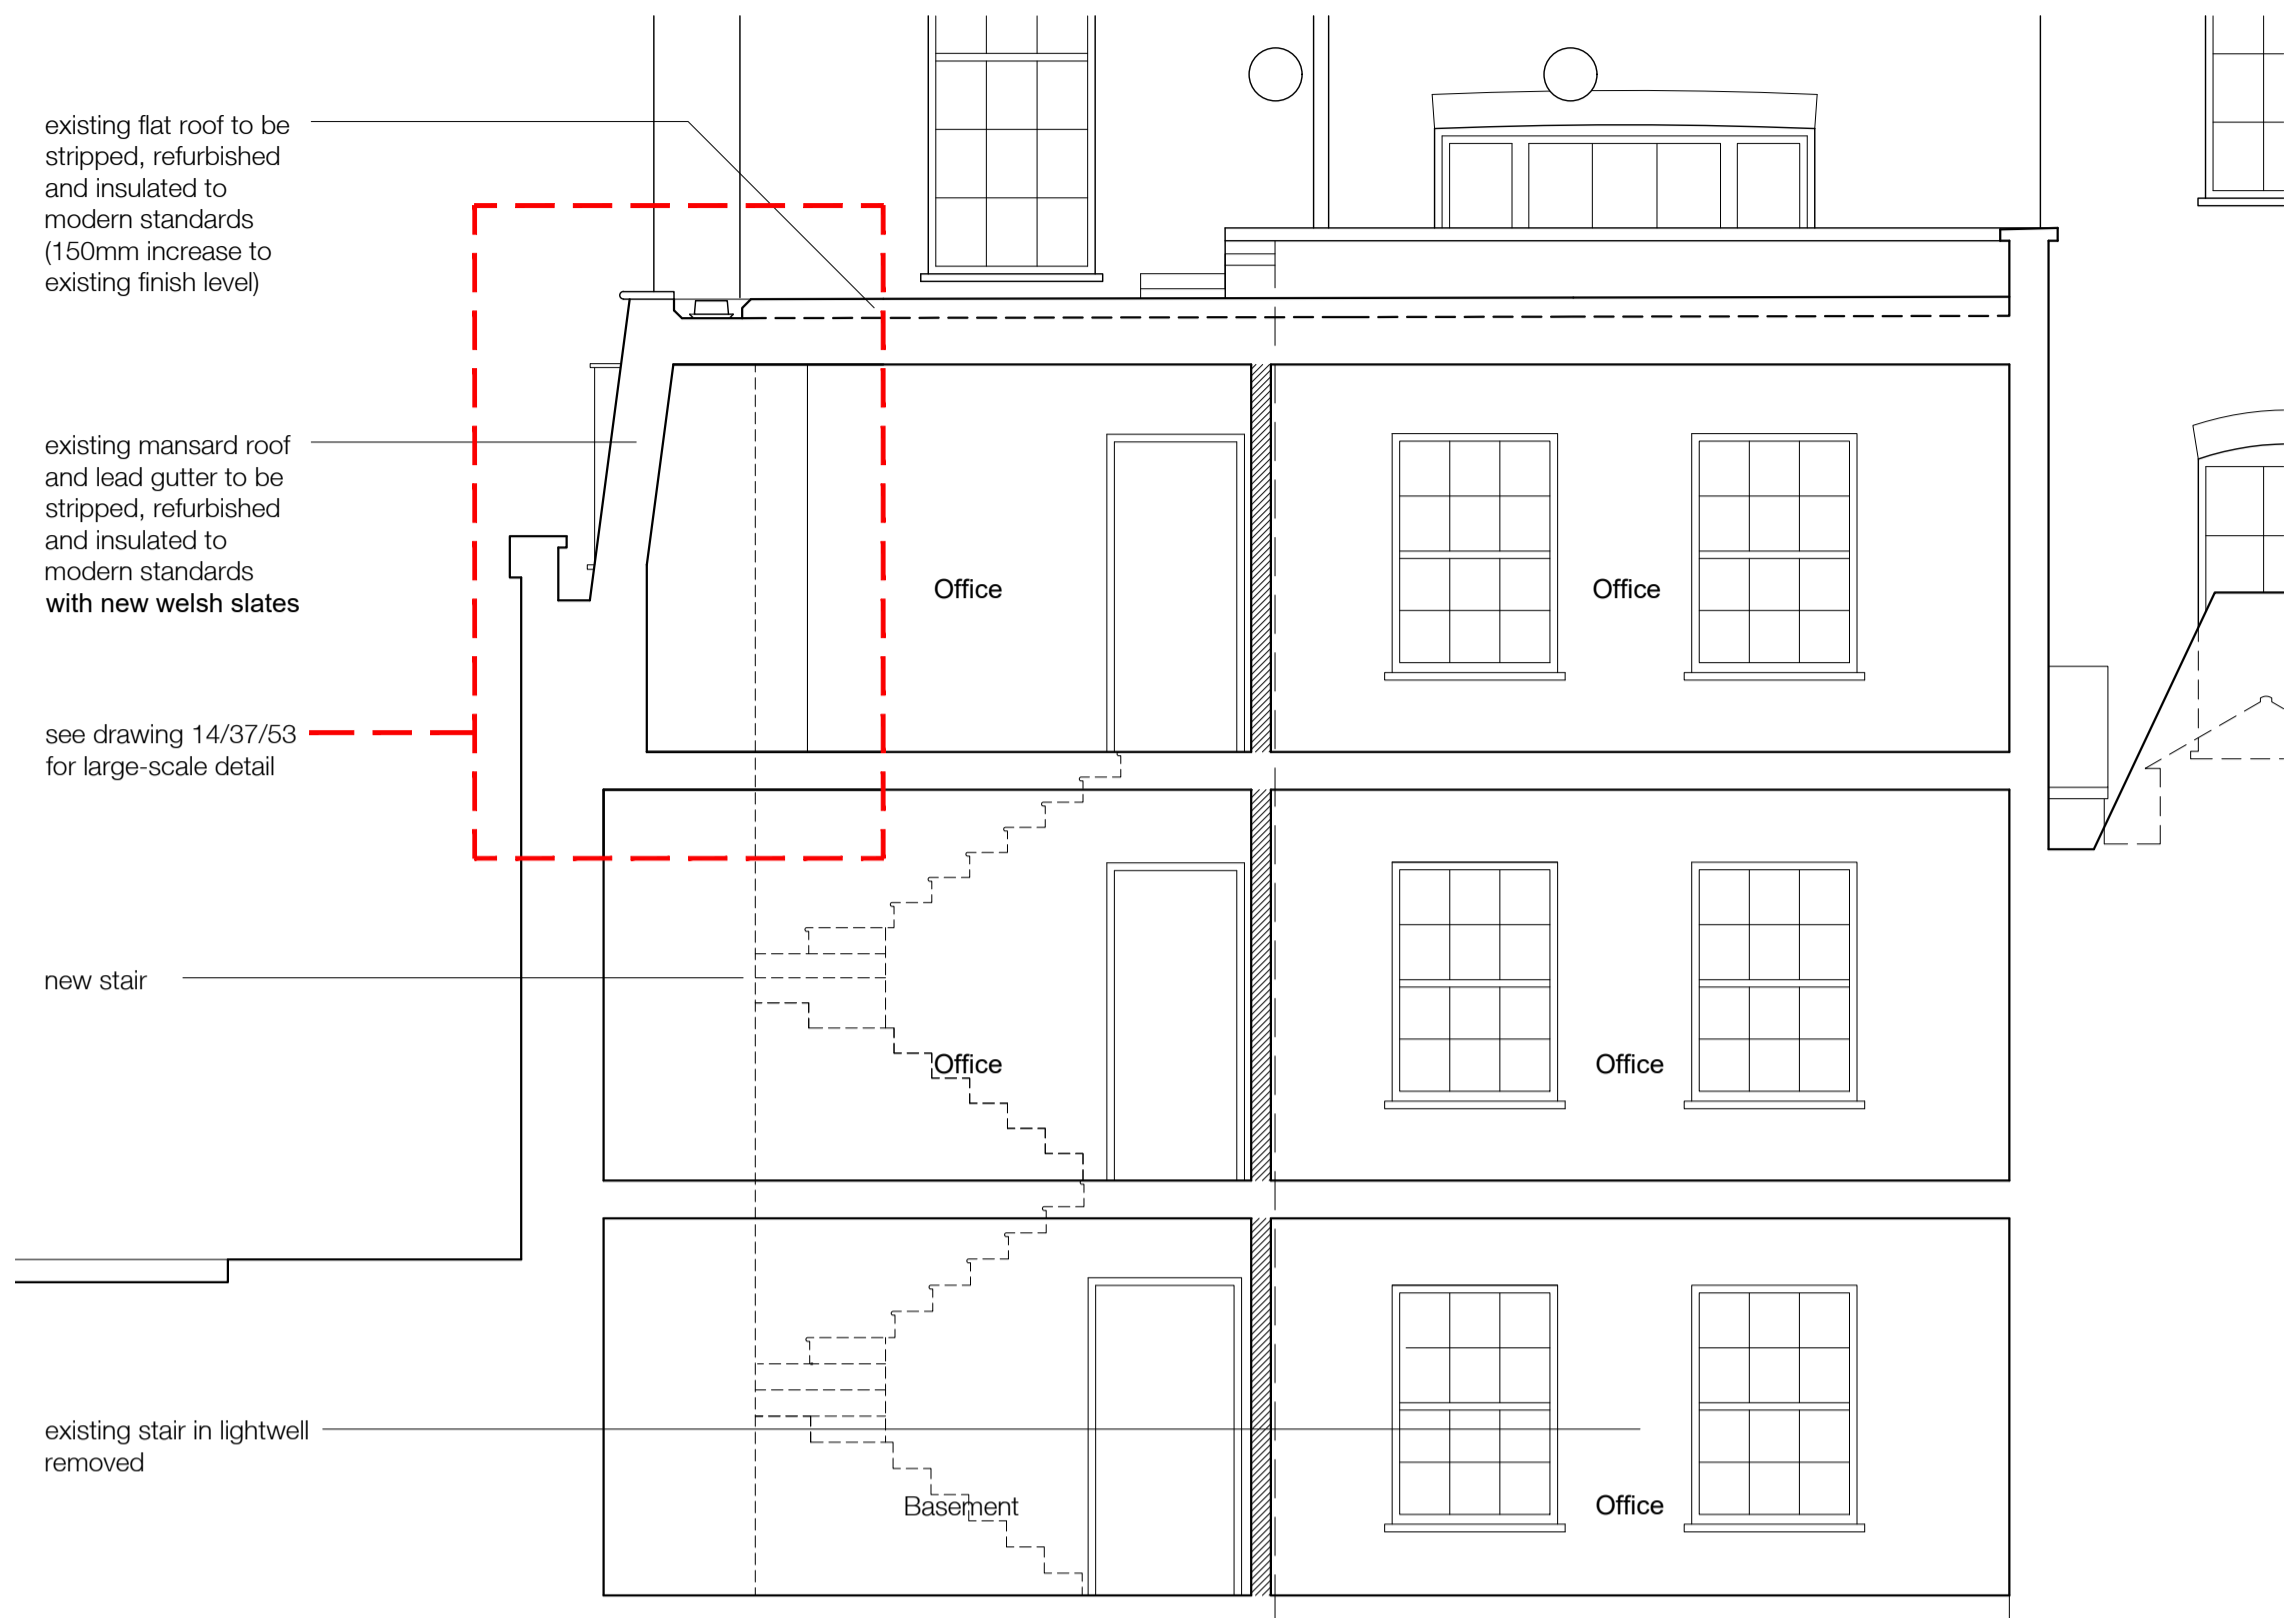 existing flat roof to be
stripped, refurbished
and insulated to
modern standards
(150mm increase to
existing finish level)
existing mansard roof
and lead gutter to be
stripped, refurbished
and insulated to
modern standards
with new welsh slates
Office
Office
see drawing 14/37/53
for large-scale detail
new stair
Office
Office
existing stair in lightwell
removed
Basement
Office